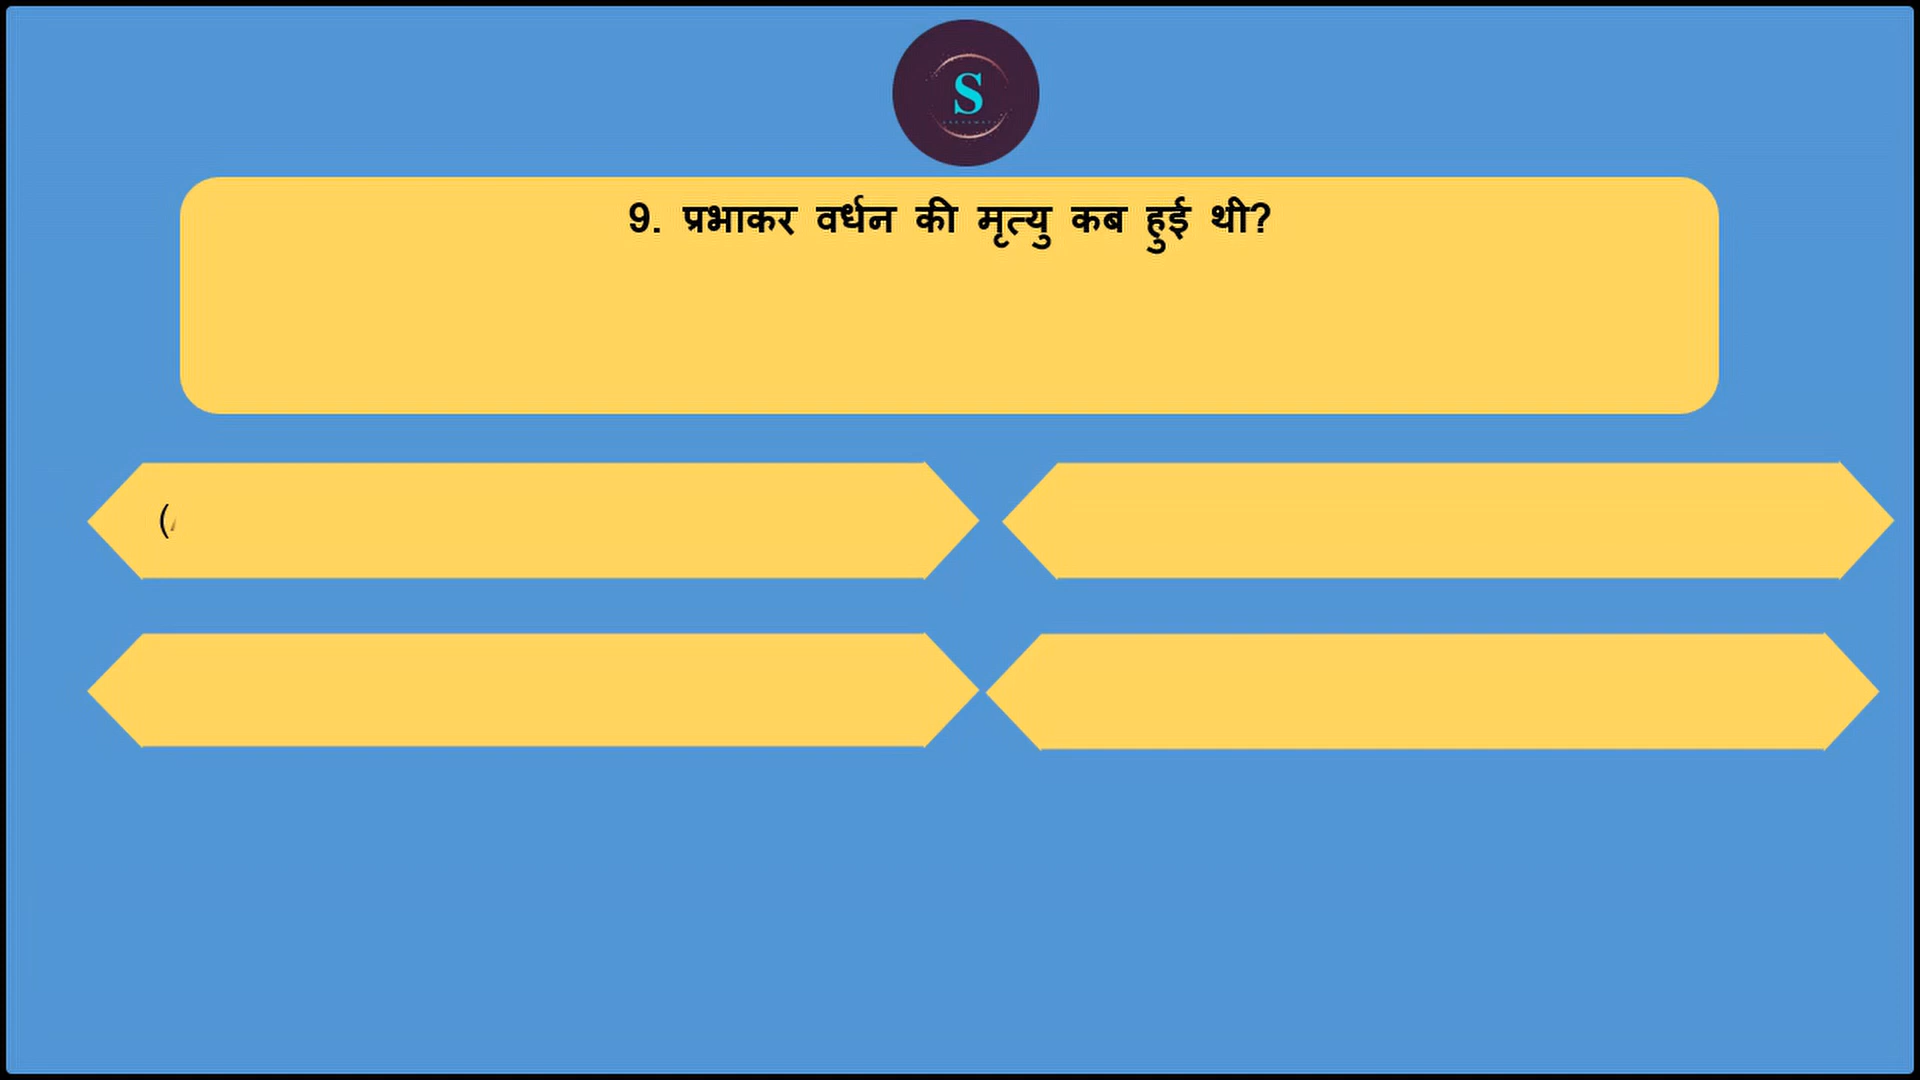 S
9. प्रभाकर वर्धन की मृत्यु कब हुई थी?
(